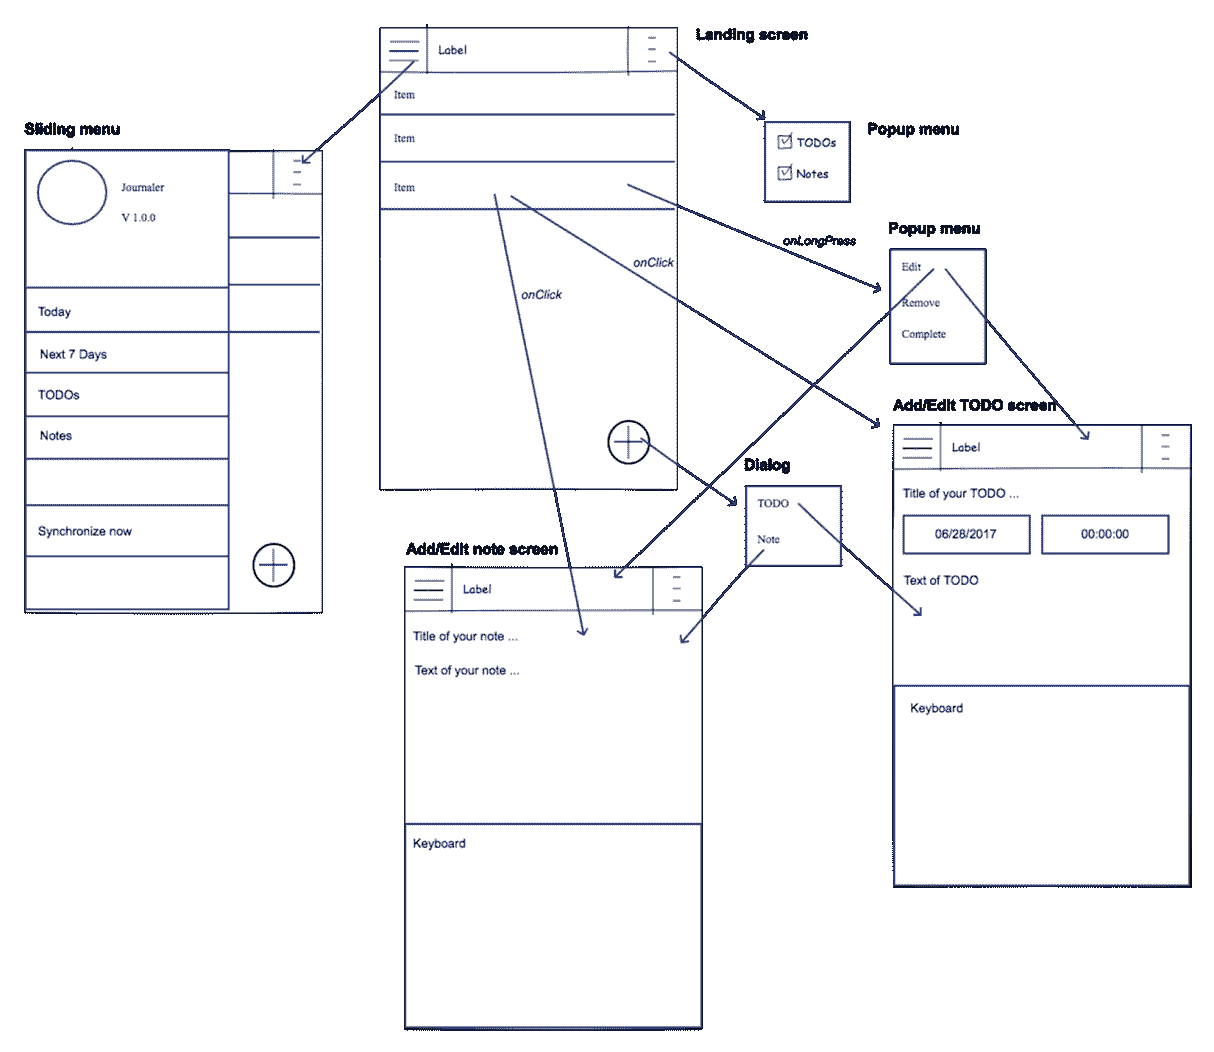 Landing screen
Label
Item
Item
Item
onClick
onClick
onLongPress
Popup menu
TODOs
Notes
Popup menu
Edit
Remove
Complete
Sliding menu
Journaler
V 1.0.0
Today
Next 7 Days
TODOs
Notes
Synchronize now
Dialog
TODO
Note
Add/Edit note screen
Label
Title of your note ...
Text of your note ...
Keyboard
Add/Edit TODO screen
Label
Title of your TODO ...
06/28/2017
00:00:00
Text of TODO
Keyboard